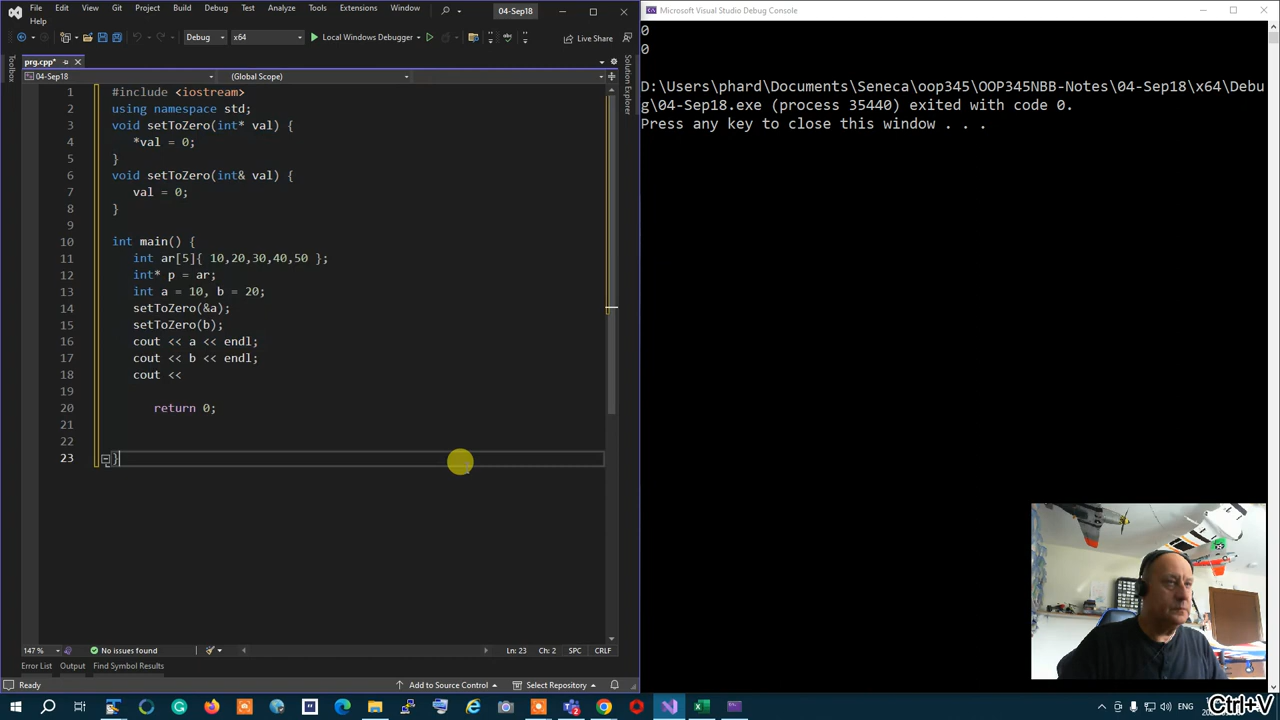 File Edit View Git Project Build Debug Test Analyze Tools Extensions Window 04-Sep18
Help
Debug x64 Local Windows Debugger Live Share
prg.cpp*
04-Sep18 (Global Scope)
Toolbox
Solution Explorer
1 #include <iostream>
2 using namespace std;
3 void setToZero(int* val) {
4 *val = 0;
5 }
6 void setToZero(int& val) {
7 val = 0;
8 }
9
10 int main() {
11 int ar[5]{ 10,20,30,40,50 };
12 int* p = ar;
13 int a = 10, b = 20;
14 setToZero(&a);
15 setToZero(b);
16 cout << a << endl;
17 cout << b << endl;
18 cout <<
19
20 return 0;
21
22
23 }
147 % No issues found Ln: 23 Ch: 2 SPC CRLF
Error List Output Find Symbol Results
Ready Add to Source Control Select Repository
Microsoft Visual Studio Debug Console
0
0
D:\Users\phard\Documents\Seneca\oop345\OOP345NBB-Notes\04-Sep18\x64\Debu
g\04-Sep18.exe (process 35440) exited with code 0.
Press any key to close this window . . .
ENG
Ctrl+V